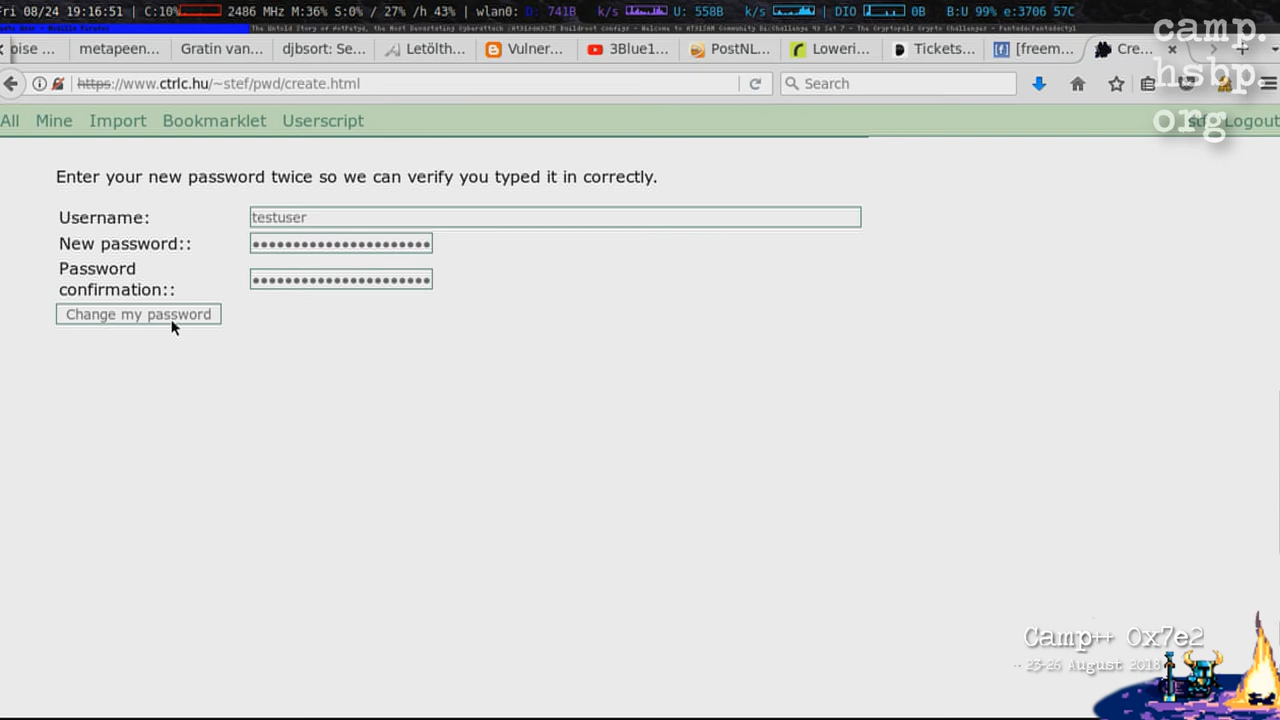 Fri 08/24 19:16:51 | C:10% 2486 MHz M:36% S:0% / 27% /h 43% | wlan0: D: 741B k/s U: 558B k/s | DIO 0B B:U 99% e:3706 57C
camp.
pise ... metapeen... Gratin van... djbsort: Se... Letölth... Vulner... 3Blue1... PostNL... Loweri... Tickets... [freem... Cre...
hsbp.
https://www.ctrlc.hu/~stef/pwd/create.html Search
org
All Mine Import Bookmarklet Userscript Logout
Enter your new password twice so we can verify you typed it in correctly.
Username: testuser
New password::
Password
confirmation::
Change my password
Camp++ 0x7e2
23-26 August 2018